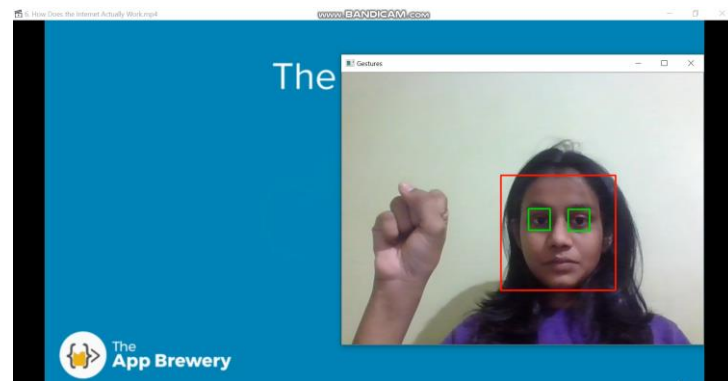 6. How Does the Internet Actually Work.mp4
www.BANDICAM.com
The
Gestures
The
App Brewery